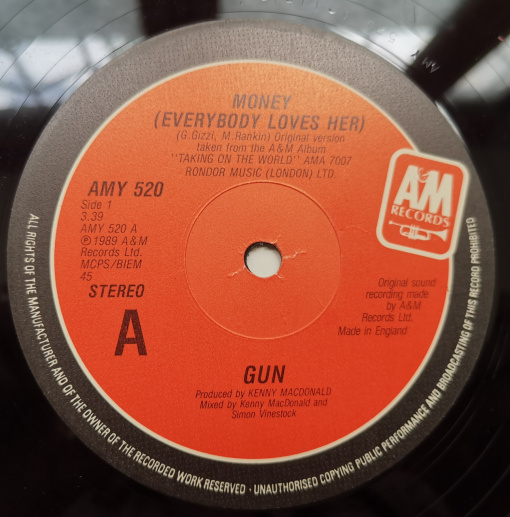 MONEY
(EVERYBODY LOVES HER)
(G.Gizzi, M.Rankin) Original version
taken from the A&M Album
"TAKING ON THE WORLD" AMA 7007
RONDOR MUSIC (LONDON) LTD.
AMY 520
Side 1
3.39
AMY 520 A
℗1989 A&M
Records Ltd.
MCPS/BIEM
45
STEREO
A
A&M
RECORDS
Original sound
recording made
by A&M
Records Ltd.
Made in England
GUN
Produced by KENNY MACDONALD
Mixed by Kenny MacDonald and
Simon Vinestock
ALL RIGHTS OF THE MANUFACTURER AND OF THE OWNER OF THE RECORDED WORK RESERVED · UNAUTHORISED COPYING PUBLIC PERFORMANCE AND BROADCASTING OF THIS RECORD PROHIBITED